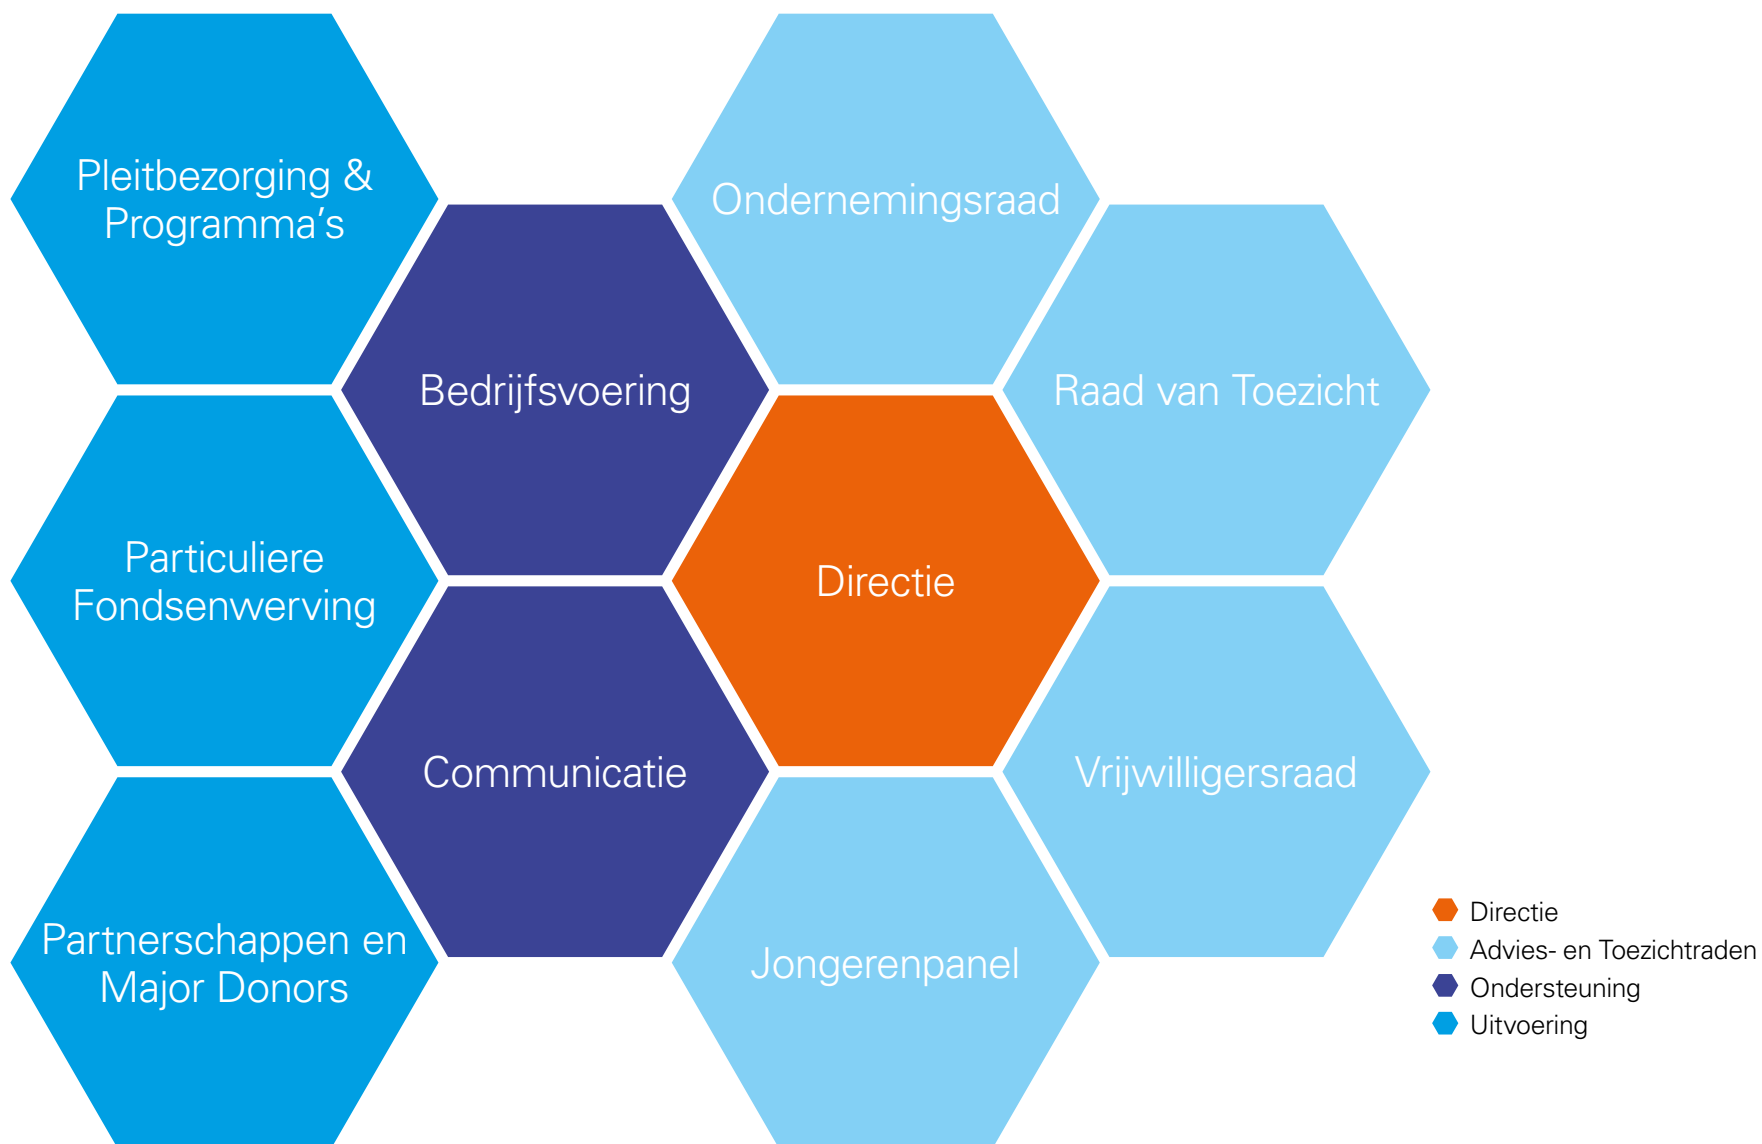 Pleitbezorging &
Programma’s
Ondernemingsraad
Bedrijfsvoering
Raad van Toezicht
Particuliere
Fondsenwerving
Directie
Communicatie
Vrijwilligersraad
Partnerschappen en
Major Donors
Jongerenpanel
Directie
Advies- en Toezichtraden
Ondersteuning
Uitvoering